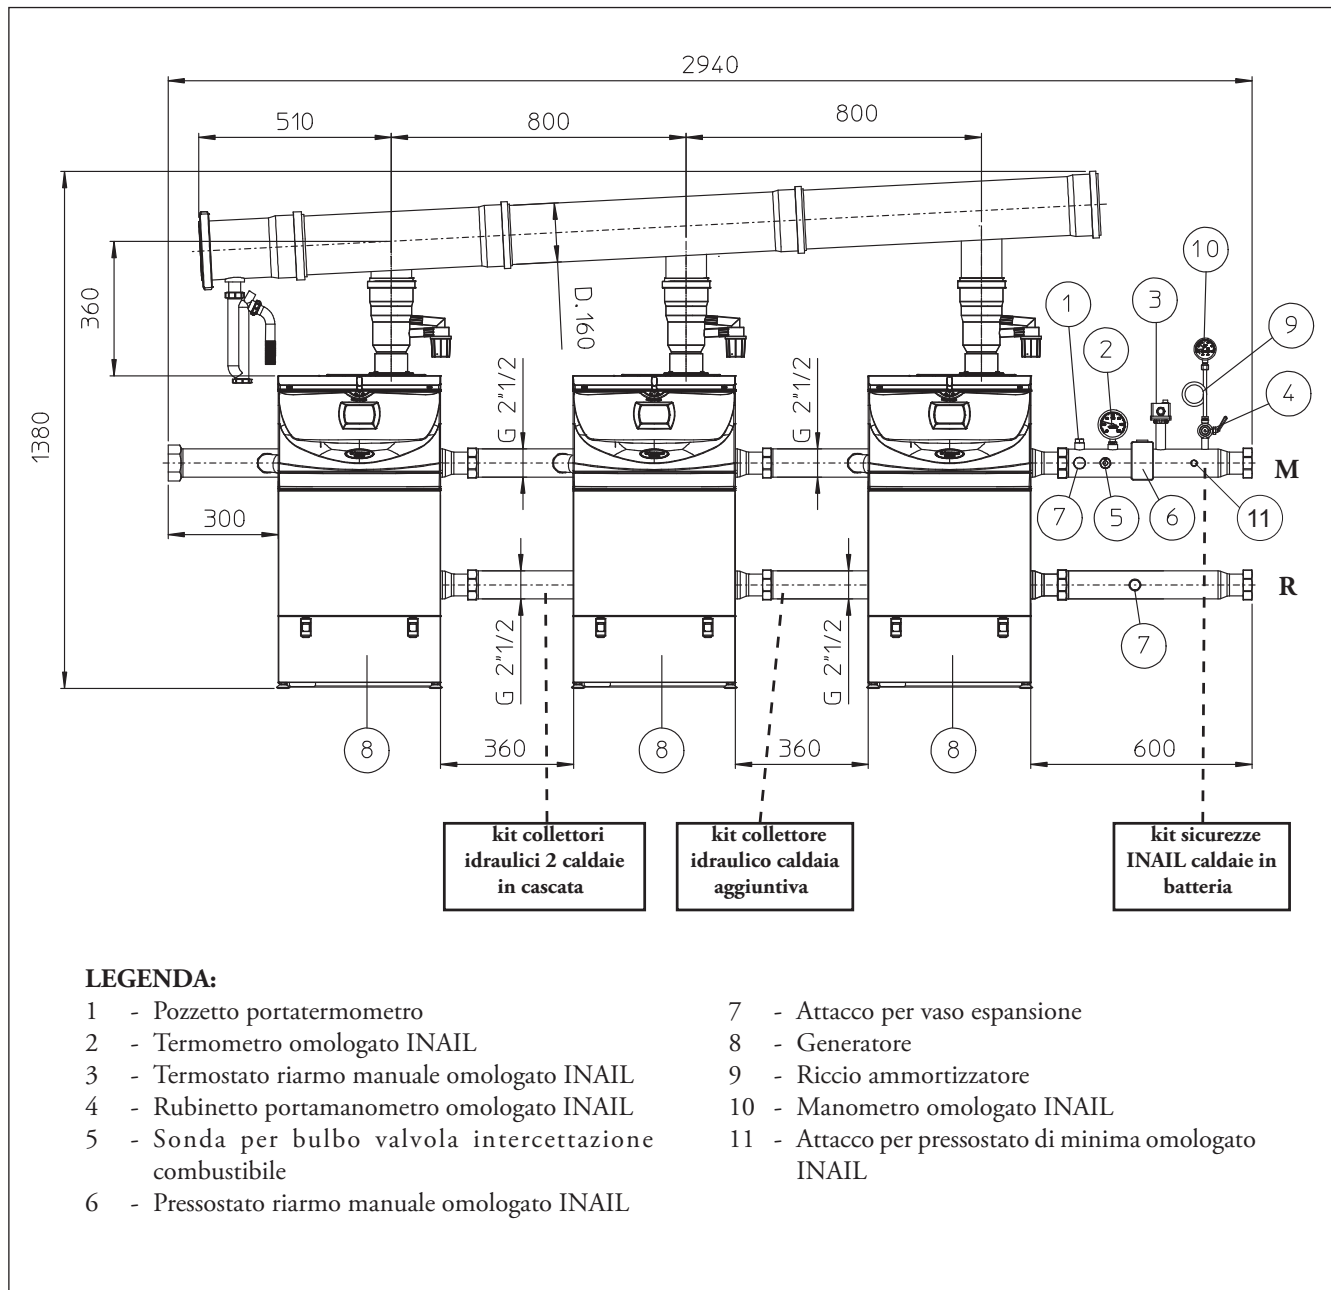 2940
510
800
800
1380
360
D.160
G 2"1/2
G 2"1/2
1
2
3
10
9
4
M
300
7
5
6
11
R
G 2"1/2
G 2"1/2
7
8
8
8
360
360
600
kit collettori
idraulici 2 caldaie
in cascata
kit collettore
idraulico caldaia
aggiuntiva
kit sicurezze
INAIL caldaie in
batteria
LEGENDA:
1 - Pozzetto portatermometro
2 - Termometro omologato INAIL
3 - Termostato riarmo manuale omologato INAIL
4 - Rubinetto portamanometro omologato INAIL
5 - Sonda per bulbo valvola intercettazione
combustibile
6 - Pressostato riarmo manuale omologato INAIL
7 - Attacco per vaso espansione
8 - Generatore
9 - Riccio ammortizzatore
10 - Manometro omologato INAIL
11 - Attacco per pressostato di minima omologato
INAIL